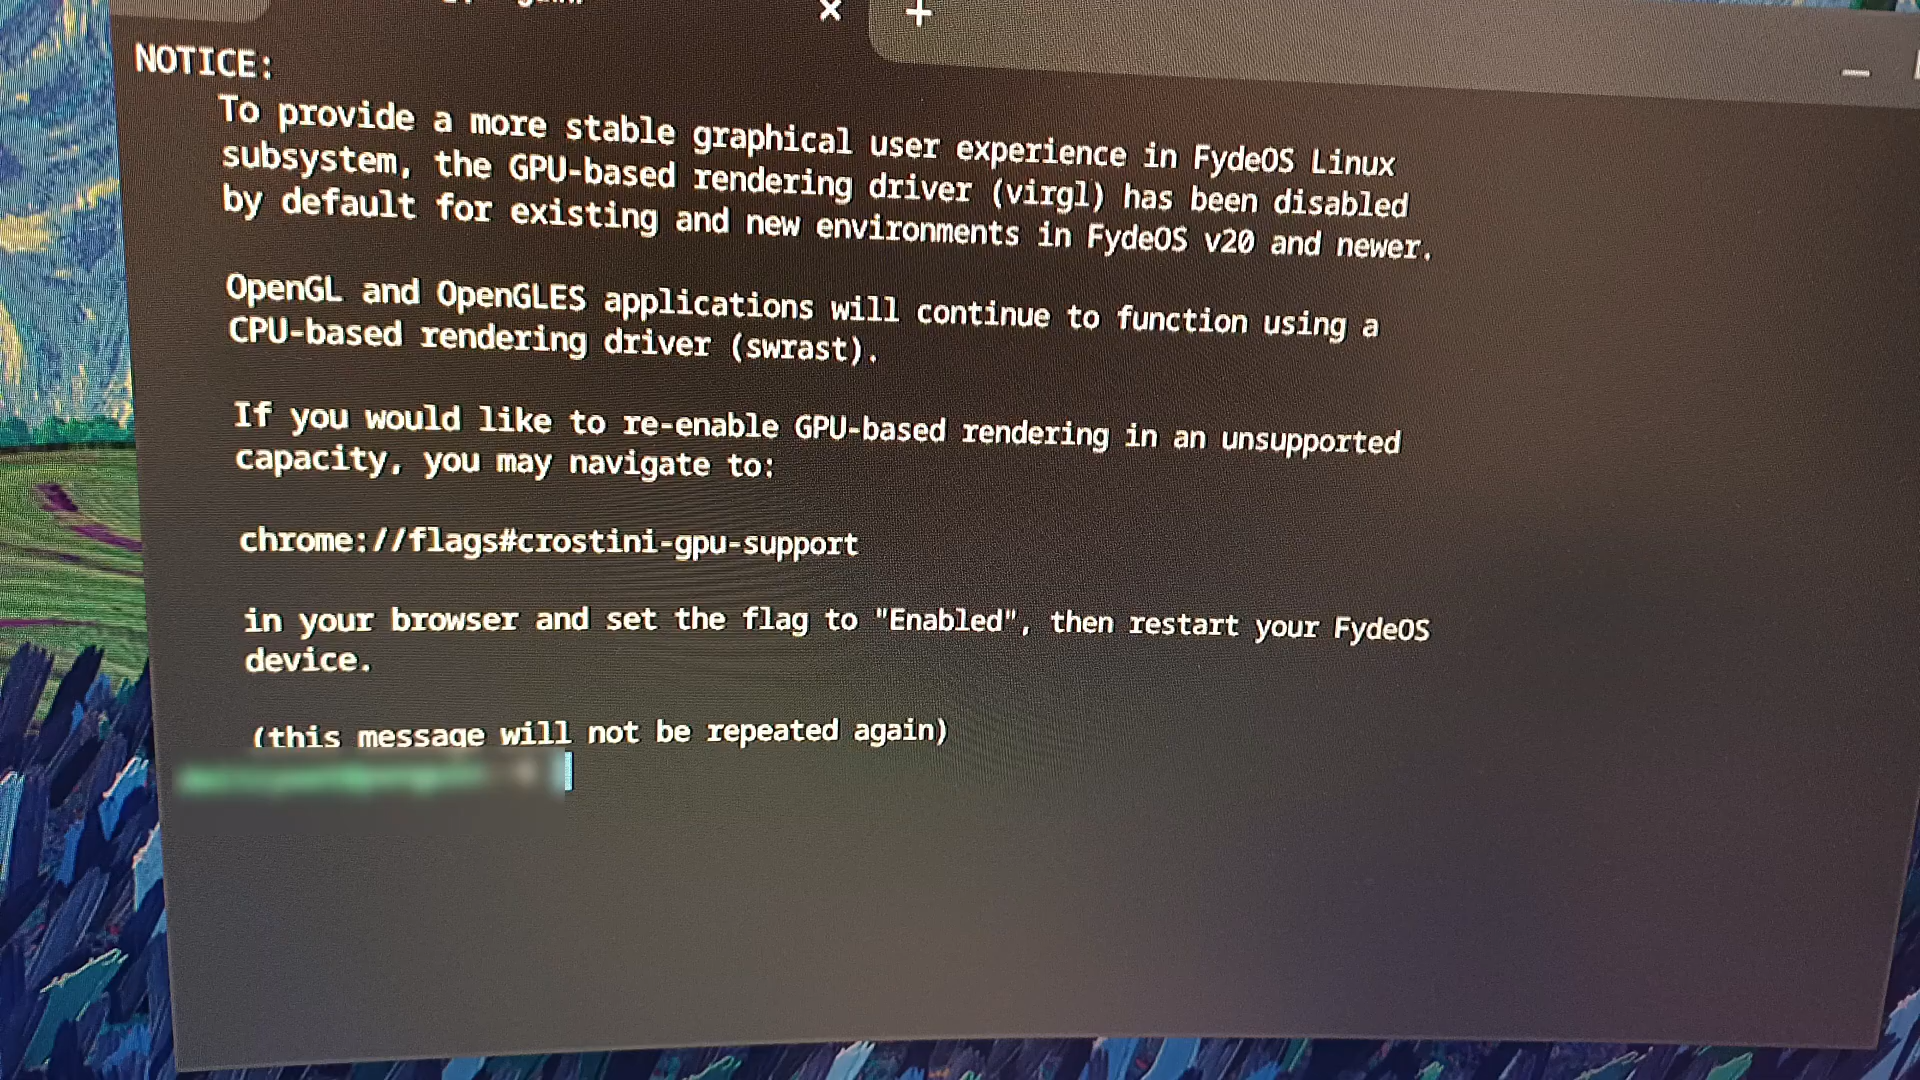 NOTICE:
To provide a more stable graphical user experience in FydeOS Linux
subsystem, the GPU-based rendering driver (virgl) has been disabled
by default for existing and new environments in FydeOS v20 and newer.
OpenGL and OpenGLES applications will continue to function using a
CPU-based rendering driver (swrast).
If you would like to re-enable GPU-based rendering in an unsupported
capacity, you may navigate to:
chrome://flags#crostini-gpu-support
in your browser and set the flag to "Enabled", then restart your FydeOS
device.
(this message will not be repeated again)